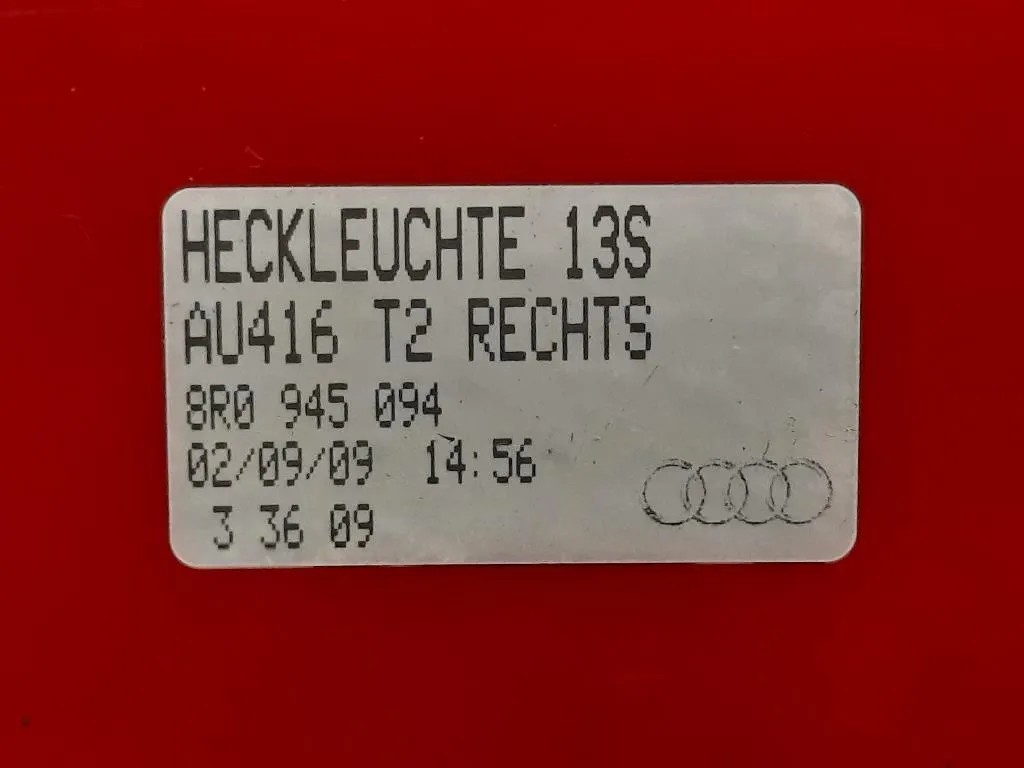 HECKLEUCHTE 13S
AU416 T2 RECHTS
8R0 945 094
02/09/09 14:56
3 36 09